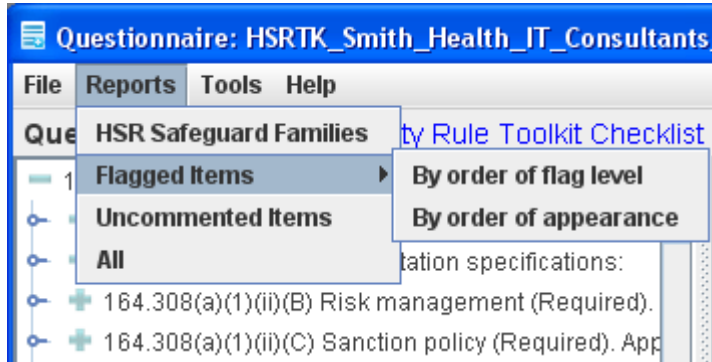 Questionnaire: HSRTK_Smith_Health_IT_Consultants
File Reports Tools Help
Que ty Rule Toolkit Checklist
HSR Safeguard Families
1
Flagged Items
By order of flag level
Uncommented Items
By order of appearance
All
tation specifications:
164.308(a)(1)(ii)(B) Risk management (Required).
164.308(a)(1)(ii)(C) Sanction policy (Required). App